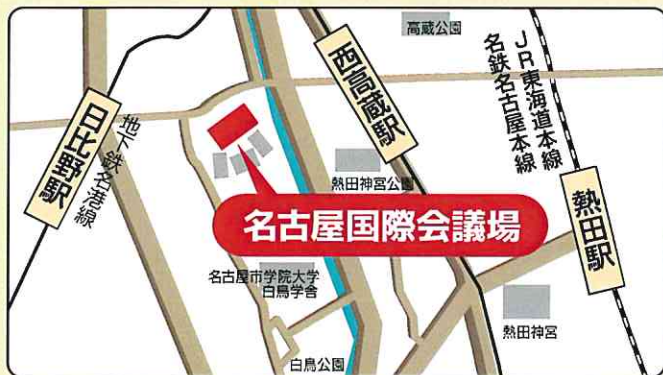 高蔵公園
西高蔵駅
JR東海道本線
名鉄名古屋本線
日比野駅
地下鉄名港線
熱田神宮公園
名古屋国際会議場
熱田駅
名古屋市学院大学
白鳥学舎
熱田神宮
白鳥公園